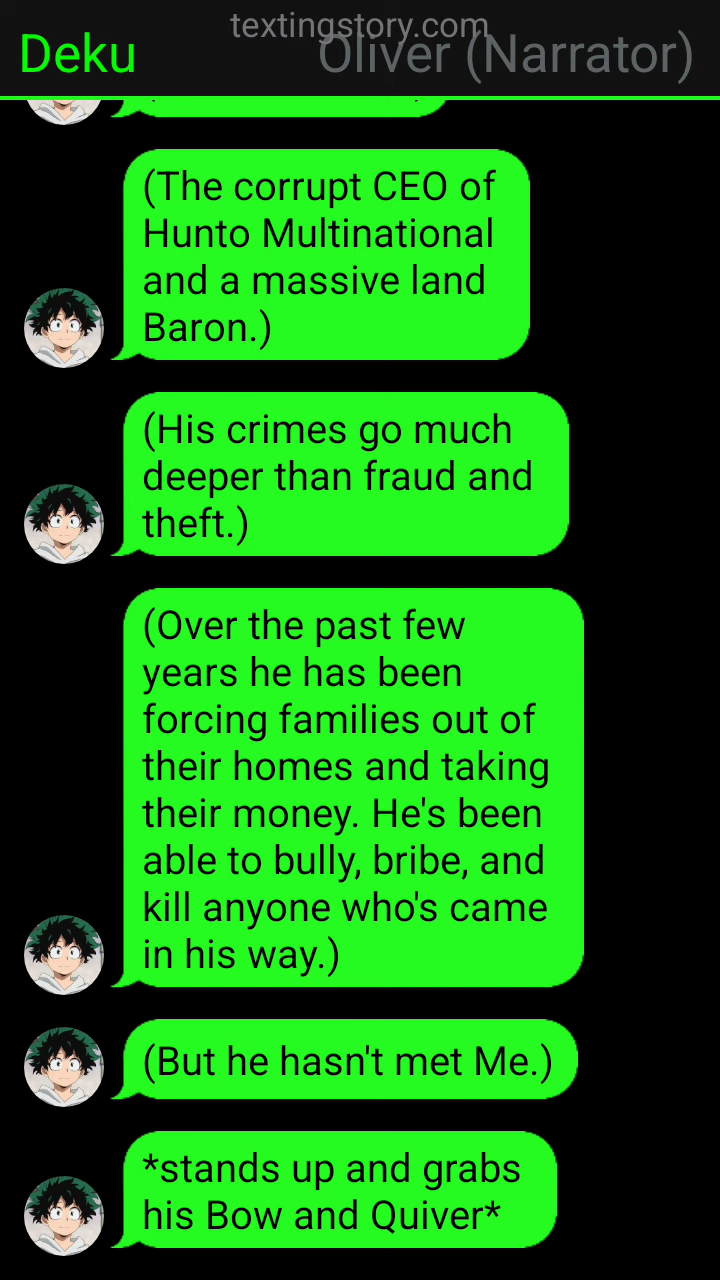 textingstory.com
Deku
Oliver (Narrator)
(The corrupt CEO of
Hunto Multinational
and a massive land
Baron.)
(His crimes go much
deeper than fraud and
theft.)
(Over the past few
years he has been
forcing families out of
their homes and taking
their money. He's been
able to bully, bribe, and
kill anyone who's came
in his way.)
(But he hasn't met Me.)
*stands up and grabs
his Bow and Quiver*